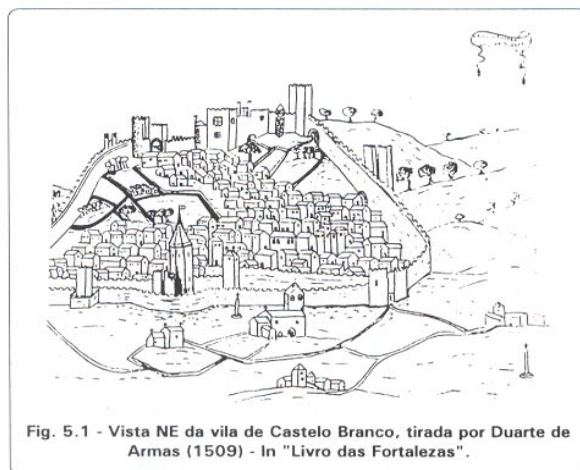 Fig. 5.1 - Vista NE da vila de Castelo Branco, tirada por Duarte de
Armas (1509) - In "Livro das Fortalezas".